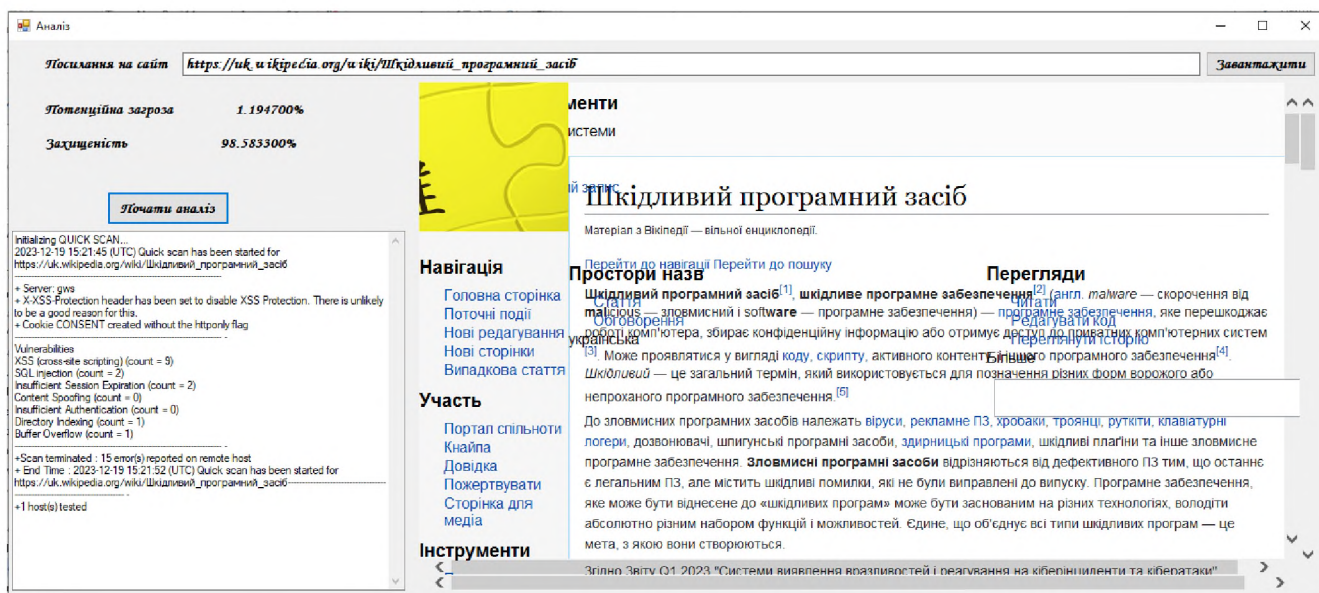 Аналіз
Посилання на сайт https://uk.wikipedia.org/wiki/Шкідливий_програмний_засіб Завантажити
Потенційна загроза 1.194700%
Захищеність 98.583300%
Почати аналіз
Initializing QUICK SCAN...
2023-12-19 15:21:45 (UTC) Quick scan has been started for
https://uk.wikipedia.org/wiki/Шкідливий_програмний_засіб
+ Server: gws
+ X-XSS-Protection header has been set to disable XSS Protection. There is unlikely
to be a good reason for this.
+ Cookie CONSENT created without the httponly flag
Vulnerabilities
XSS (cross-site scripting) (count = 9)
SQL injection (count = 2)
Insufficient Session Expiration (count = 2)
Content Spoofing (count = 0)
Insufficient Authentication (count = 0)
Directory Indexing (count = 1)
Buffer Overflow (count = 1)
+Scan terminated : 15 error(s) reported on remote host
+ End Time : 2023-12-19 15:21:52 (UTC) Quick scan has been started for
https://uk.wikipedia.org/wiki/Шкідливий_програмний_засіб
+1 host(s) tested
Навігація
Головна сторінка
Поточні події
Нові редагування
Нові сторінки
Випадкова стаття
Участь
Портал спільноти
Кнайпа
Довідка
Пожертвувати
Сторінка для
медіа
Інструменти
менти
истеми
запис
Шкідливий програмний засіб
Матеріал з Вікіпедії — вільної енциклопедії.
Перейти до навігації Перейти до пошуку
Простори назв
Стаття
Обговорення
українська
Перегляди
Читати
Редагувати код
Переглянути історію
Більше
Шкідливий програмний засіб[1], шкідливе програмне забезпечення[2] (англ. malware — скорочення від
malicious — зловмисний і software — програмне забезпечення) — програмне забезпечення, яке перешкоджає
роботі комп'ютера, збирає конфіденційну інформацію або отримує доступ до приватних комп'ютерних систем
[3]. Може проявлятися у вигляді коду, скрипту, активного контенту, і іншого програмного забезпечення[4].
Шкідливий — це загальний термін, який використовується для позначення різних форм ворожого або
непроханого програмного забезпечення.[5]
До зловмисних програмних засобів належать віруси, рекламне ПЗ, хробаки, троянці, руткіти, клавіатурні
логери, дозвонювачі, шпигунські програмні засоби, здирницькі програми, шкідливі плаґіни та інше зловмисне
програмне забезпечення. Зловмисні програмні засоби відрізняються від дефективного ПЗ тим, що останнє
є легальним ПЗ, але містить шкідливі помилки, які не були виправлені до випуску. Програмне забезпечення,
яке може бути віднесене до «шкідливих програм» може бути заснованим на різних технологіях, володіти
абсолютно різним набором функцій і можливостей. Єдине, що об'єднує всі типи шкідливих програм — це
мета, з якою вони створюються.
Згідно Звіту Q1 2023 "Системи виявлення вразливостей і реагування на кіберінциденти та кібератаки"